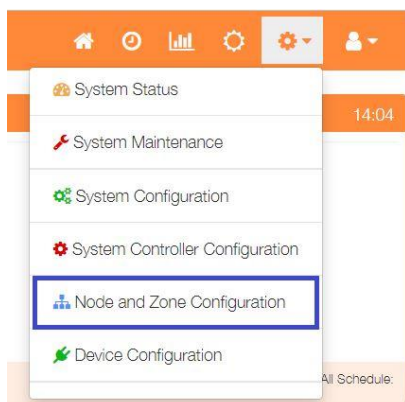 System Status
14:04
System Maintenance
System Configuration
System Controller Configuration
Node and Zone Configuration
Device Configuration
All Schedule: